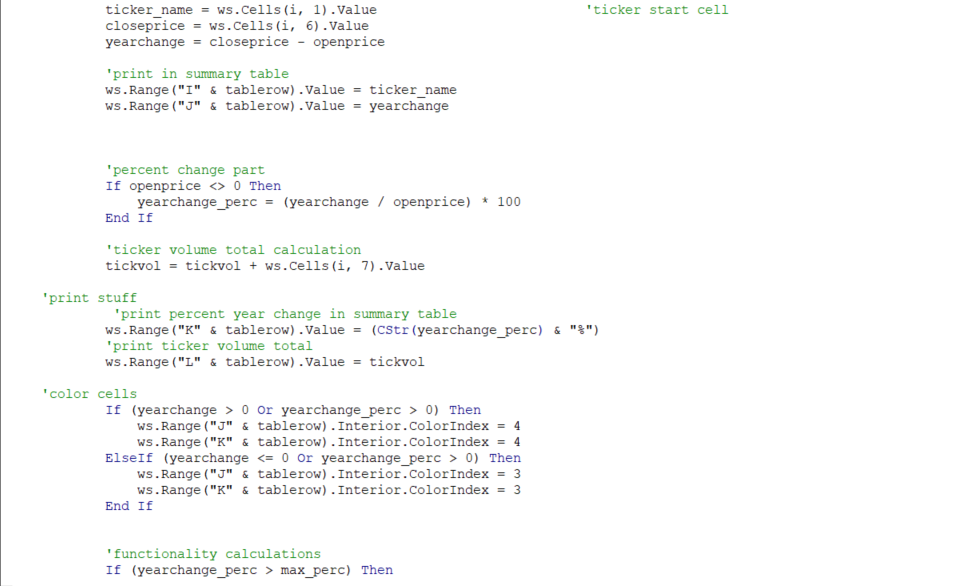 ticker_name = ws.Cells(i, 1).Value 'ticker start cell
closeprice = ws.Cells(i, 6).Value
yearchange = closeprice - openprice
'print in summary table
ws.Range("I" & tablerow).Value = ticker_name
ws.Range("J" & tablerow).Value = yearchange
'percent change part
If openprice <> 0 Then
yearchange_perc = (yearchange / openprice) * 100
End If
'ticker volume total calculation
tickvol = tickvol + ws.Cells(i, 7).Value
'print stuff
'print percent year change in summary table
ws.Range("K" & tablerow).Value = (CStr(yearchange_perc) & "%")
'print ticker volume total
ws.Range("L" & tablerow).Value = tickvol
'color cells
If (yearchange > 0 Or yearchange_perc > 0) Then
ws.Range("J" & tablerow).Interior.ColorIndex = 4
ws.Range("K" & tablerow).Interior.ColorIndex = 4
ElseIf (yearchange <= 0 Or yearchange_perc > 0) Then
ws.Range("J" & tablerow).Interior.ColorIndex = 3
ws.Range("K" & tablerow).Interior.ColorIndex = 3
End If
'functionality calculations
If (yearchange_perc > max_perc) Then